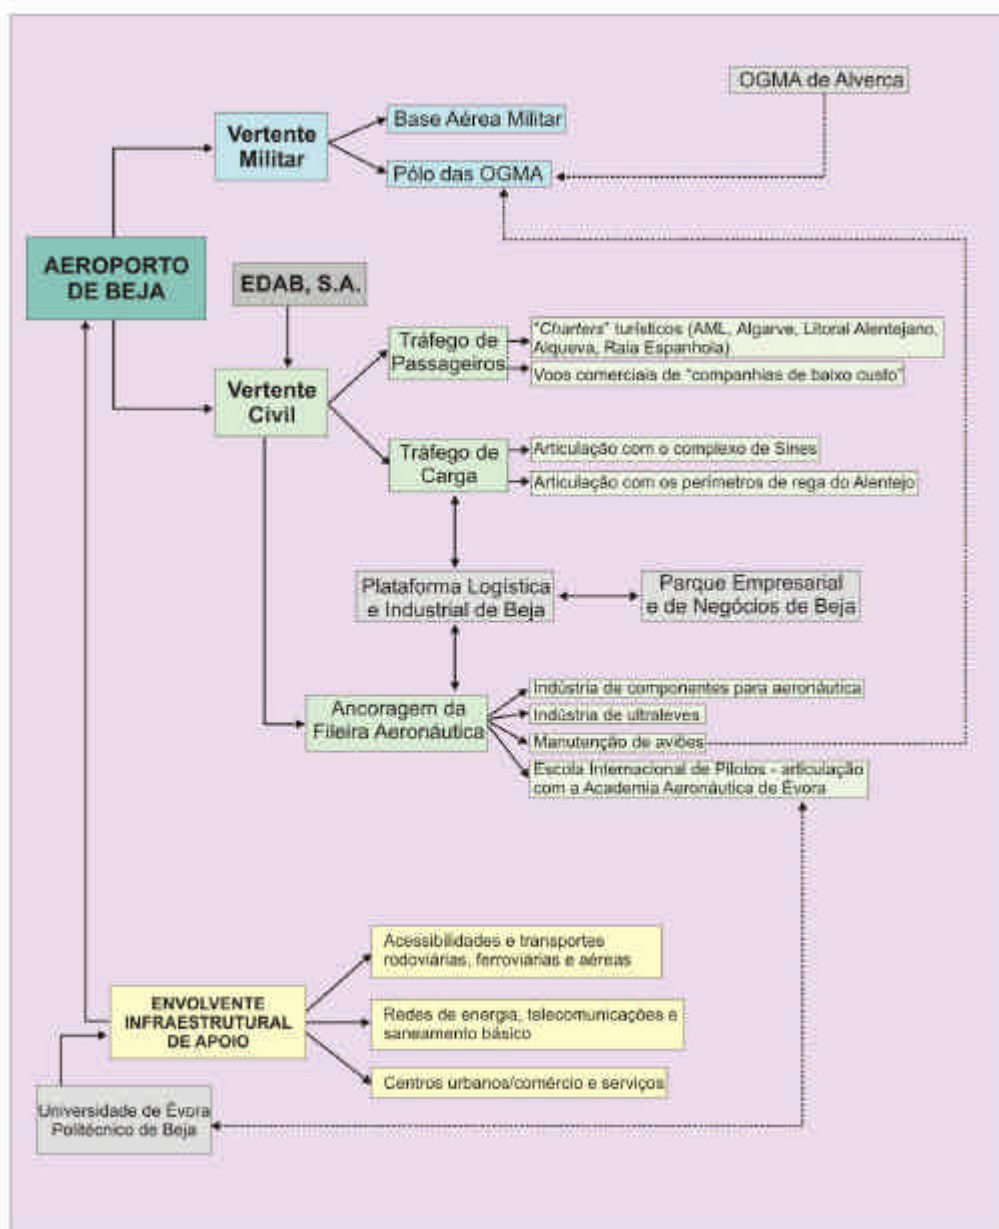 OGMA de Alverca
Vertente
Militar
Base Aérea Militar
Pólo das OGMA
AEROPORTO
DE BEJA
EDAB, S.A.
Vertente
Civil
Tráfego de
Passageiros
"Charters" turísticos (AML, Algarve, Litoral Alentejano,
Alqueva, Raia Espanhola)
Voos comerciais de "companhias de baixo custo"
Tráfego de
Carga
Articulação com o complexo de Sines
Articulação com os perímetros de rega do Alentejo
Plataforma Logística
e Industrial de Beja
Parque Empresarial
e de Negócios de Beja
Ancoragem da
Fileira Aeronáutica
Indústria de componentes para aeronáutica
Indústria de ultraleves
Manutenção de aviões
Escola Internacional de Pilotos - articulação
com a Academia Aeronáutica de Évora
ENVOLVENTE
INFRAESTRUTURAL
DE APOIO
Acessibilidades e transportes
rodoviárias, ferroviárias e aéreas
Redes de energia, telecomunicações e
saneamento básico
Centros urbanos/comércio e serviços
Universidade de Évora
Politécnico de Beja